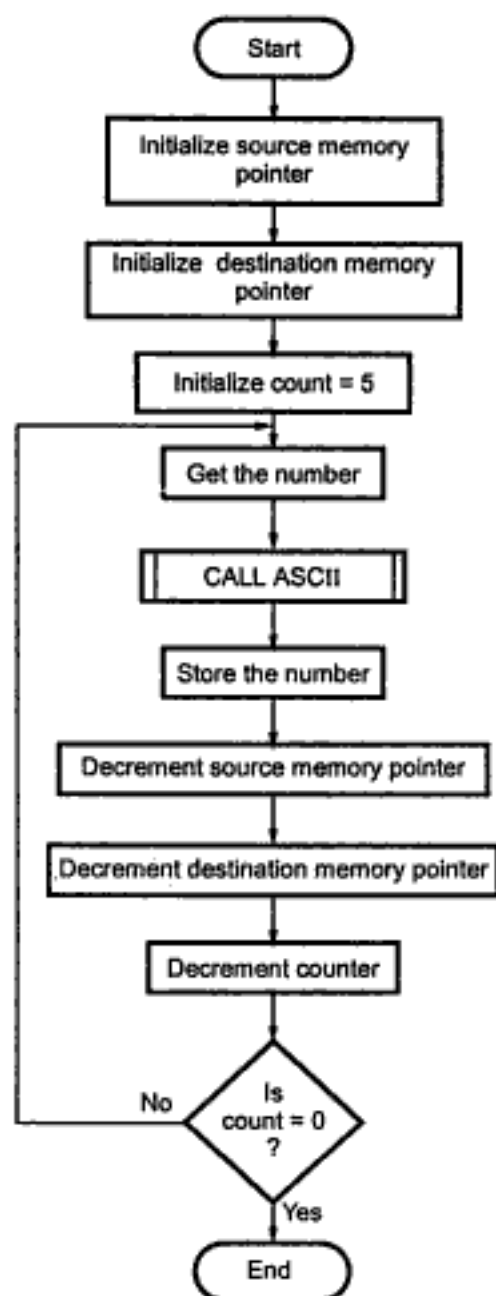 Start
Initialize source memory
pointer
Initialize destination memory
pointer
Initialize count = 5
Get the number
CALL ASCII
Store the number
Decrement source memory pointer
Decrement destination memory pointer
Decrement counter
Is
count = 0
?
No
Yes
End